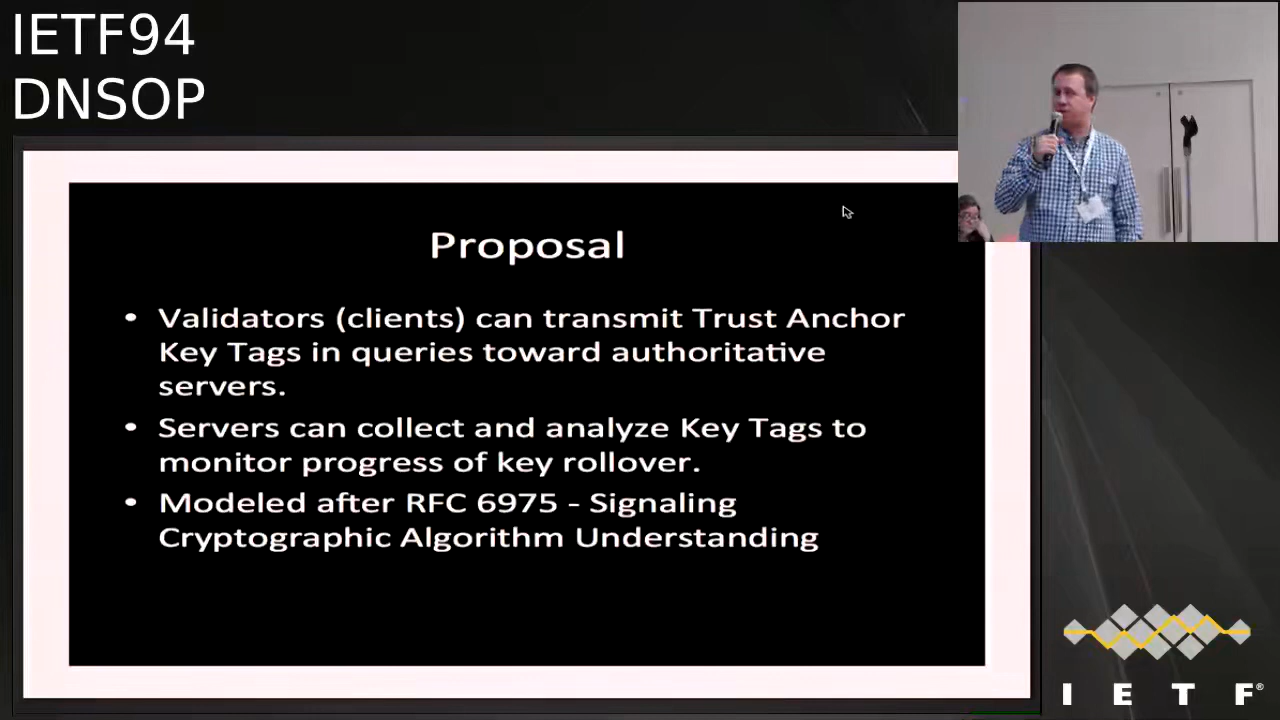 IETF94
DNSOP
Proposal
• Validators (clients) can transmit Trust Anchor
Key Tags in queries toward authoritative
servers.
• Servers can collect and analyze Key Tags to
monitor progress of key rollover.
• Modeled after RFC 6975 - Signaling
Cryptographic Algorithm Understanding
I E T F®